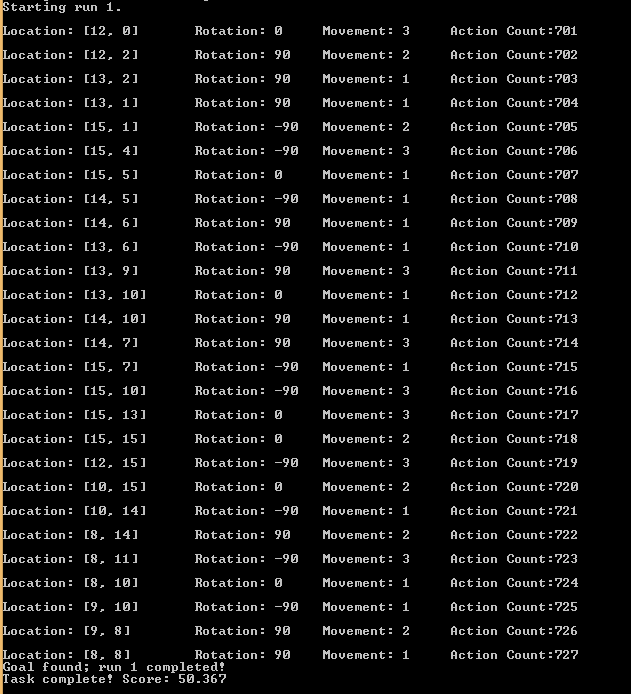 Starting run 1.
Location: [12, 0] Rotation: 0 Movement: 3 Action Count:701
Location: [12, 2] Rotation: 90 Movement: 2 Action Count:702
Location: [13, 2] Rotation: 90 Movement: 1 Action Count:703
Location: [13, 1] Rotation: 90 Movement: 1 Action Count:704
Location: [15, 1] Rotation: -90 Movement: 2 Action Count:705
Location: [15, 4] Rotation: -90 Movement: 3 Action Count:706
Location: [15, 5] Rotation: 0 Movement: 1 Action Count:707
Location: [14, 5] Rotation: -90 Movement: 1 Action Count:708
Location: [14, 6] Rotation: 90 Movement: 1 Action Count:709
Location: [13, 6] Rotation: -90 Movement: 1 Action Count:710
Location: [13, 9] Rotation: 90 Movement: 3 Action Count:711
Location: [13, 10] Rotation: 0 Movement: 1 Action Count:712
Location: [14, 10] Rotation: 90 Movement: 1 Action Count:713
Location: [14, 7] Rotation: 90 Movement: 3 Action Count:714
Location: [15, 7] Rotation: -90 Movement: 1 Action Count:715
Location: [15, 10] Rotation: -90 Movement: 3 Action Count:716
Location: [15, 13] Rotation: 0 Movement: 3 Action Count:717
Location: [15, 15] Rotation: 0 Movement: 2 Action Count:718
Location: [12, 15] Rotation: -90 Movement: 3 Action Count:719
Location: [10, 15] Rotation: 0 Movement: 2 Action Count:720
Location: [10, 14] Rotation: -90 Movement: 1 Action Count:721
Location: [8, 14] Rotation: 90 Movement: 2 Action Count:722
Location: [8, 11] Rotation: -90 Movement: 3 Action Count:723
Location: [8, 10] Rotation: 0 Movement: 1 Action Count:724
Location: [9, 10] Rotation: -90 Movement: 1 Action Count:725
Location: [9, 8] Rotation: 90 Movement: 2 Action Count:726
Location: [8, 8] Rotation: 90 Movement: 1 Action Count:727
Goal found; run 1 completed!
Task complete! Score: 50.367